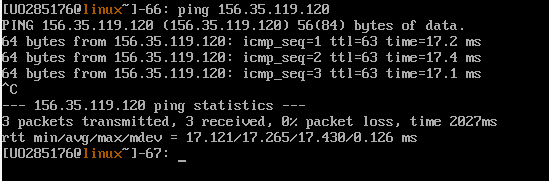 [UO285176@linux~]-66: ping 156.35.119.120
PING 156.35.119.120 (156.35.119.120) 56(84) bytes of data.
64 bytes from 156.35.119.120: icmp_seq=1 ttl=63 time=17.2 ms
64 bytes from 156.35.119.120: icmp_seq=2 ttl=63 time=17.4 ms
64 bytes from 156.35.119.120: icmp_seq=3 ttl=63 time=17.1 ms
^C
--- 156.35.119.120 ping statistics ---
3 packets transmitted, 3 received, 0% packet loss, time 2027ms
rtt min/avg/max/mdev = 17.121/17.265/17.430/0.126 ms
[UO285176@linux~]-67: _